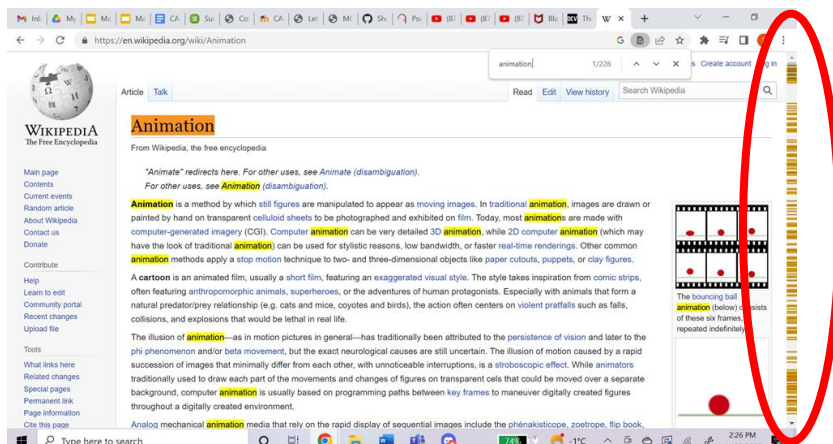 Inb
My
Ma
Ma
CA
Su
Co
CA
Let
MC
Sh
Psa
(87
(87
(87
Bla
DEV
Thi
W
https://en.wikipedia.org/wiki/Animation
animation
1/228
Create account
WIKIPEDIA
The Free Encyclopedia
Main page
Contents
Current events
Random article
About Wikipedia
Contact us
Donate
Contribute
Help
Learn to edit
Community portal
Recent changes
Upload file
Tools
What links here
Related changes
Special pages
Permanent link
Page information
Cite this page
Article Talk
Read Edit View history Search Wikipedia
Animation
From Wikipedia, the free encyclopedia
"Animate" redirects here. For other uses, see Animate (disambiguation).
For other uses, see Animation (disambiguation).
Animation is a method by which still figures are manipulated to appear as moving images. In traditional animation, images are drawn or
painted by hand on transparent celluloid sheets to be photographed and exhibited on film. Today, most animations are made with
computer-generated imagery (CGI). Computer animation can be very detailed 3D animation, while 2D computer animation (which may
have the look of traditional animation) can be used for stylistic reasons, low bandwidth, or faster real-time renderings. Other common
animation methods apply a stop motion technique to two- and three-dimensional objects like paper cutouts, puppets, or clay figures.
A cartoon is an animated film, usually a short film, featuring an exaggerated visual style. The style takes inspiration from comic strips,
often featuring anthropomorphic animals, superheroes, or the adventures of human protagonists. Especially with animals that form a
natural predator/prey relationship (e.g. cats and mice, coyotes and birds), the action often centers on violent pratfalls such as falls,
collisions, and explosions that would be lethal in real life.
The illusion of animation—as in motion pictures in general—has traditionally been attributed to the persistence of vision and later to the
phi phenomenon and/or beta movement, but the exact neurological causes are still uncertain. The illusion of motion caused by a rapid
succession of images that minimally differ from each other, with unnoticeable interruptions, is a stroboscopic effect. While animators
traditionally used to draw each part of the movements and changes of figures on transparent cels that could be moved over a separate
background, computer animation is usually based on programming paths between key frames to maneuver digitally created figures
throughout a digitally created environment.
Analog mechanical animation media that rely on the rapid display of sequential images include the phénakisticope, zoetrope, flip book,
The bouncing ball
animation (below)
of these six frames,
repeated indefinitely.
Type here to search
74%
-1°C
2:26 PM